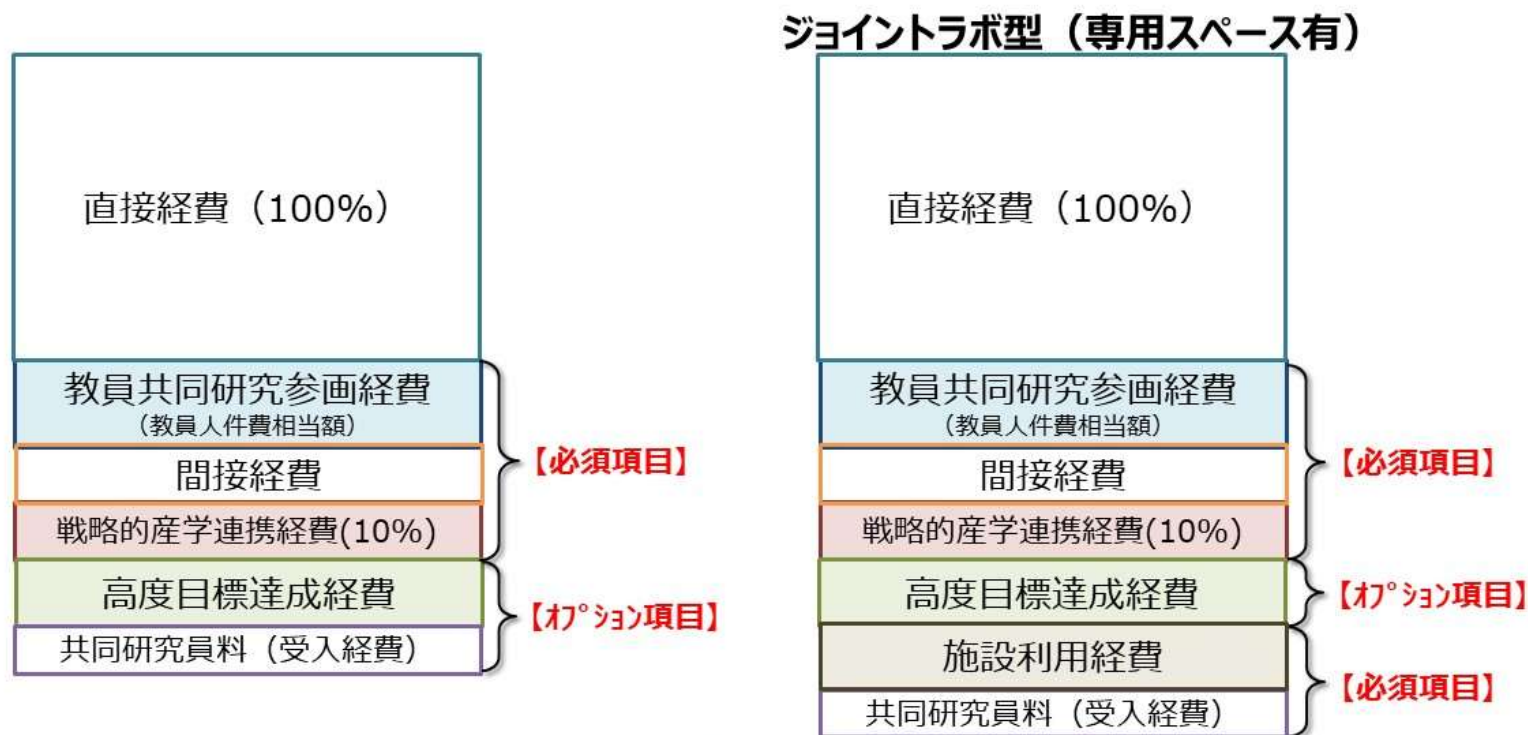 直接経費（100%）
教員共同研究参画経費
（教員人件費相当額）
間接経費
戦略的産学連携経費(10%)
【必須項目】
高度目標達成経費
共同研究員料（受入経費）
【ｵﾌﾟｼｮﾝ項目】
ジョイントラボ型（専用スペース有）
直接経費（100%）
教員共同研究参画経費
（教員人件費相当額）
間接経費
戦略的産学連携経費(10%)
【必須項目】
高度目標達成経費
【ｵﾌﾟｼｮﾝ項目】
施設利用経費
共同研究員料（受入経費）
【必須項目】